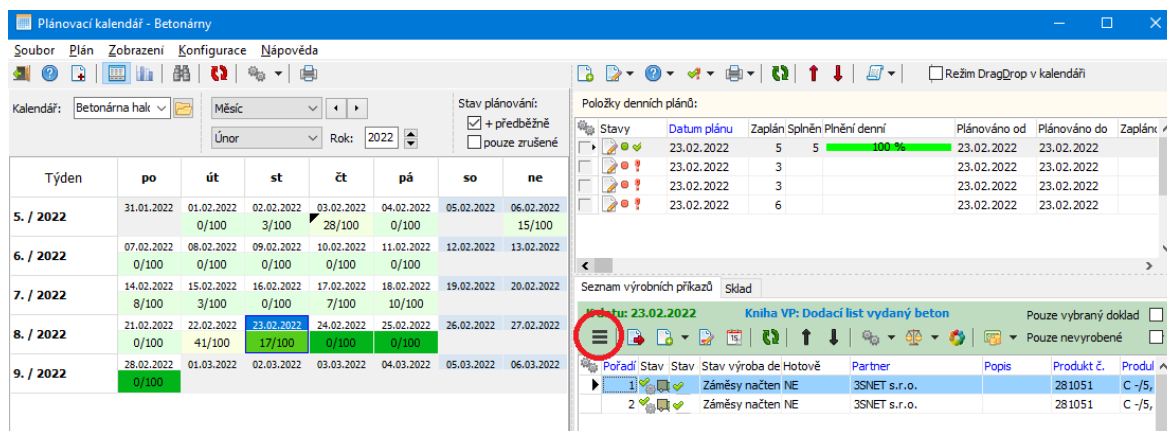 Plánovací kalendář - Betonárny
Soubor Plán Zobrazení Konfigurace Nápověda
Režim DragDrop v kalendáři
Kalendář: Betonárna halc Měsíc
Únor Rok: 2022
Stav plánování:
+ předběžně
pouze zrušené
Týden po út st čt pá so ne
31.01.2022 01.02.2022 02.02.2022 03.02.2022 04.02.2022 05.02.2022 06.02.2022
5. / 2022 0/100 3/100 28/100 0/100 15/100
07.02.2022 08.02.2022 09.02.2022 10.02.2022 11.02.2022 12.02.2022 13.02.2022
6. / 2022 0/100 0/100 0/100 0/100 0/100
14.02.2022 15.02.2022 16.02.2022 17.02.2022 18.02.2022 19.02.2022 20.02.2022
7. / 2022 8/100 3/100 0/100 7/100 10/100
21.02.2022 22.02.2022 23.02.2022 24.02.2022 25.02.2022 26.02.2022 27.02.2022
8. / 2022 0/100 41/100 17/100 0/100 0/100
28.02.2022 01.03.2022 02.03.2022 03.03.2022 04.03.2022 05.03.2022 06.03.2022
9. / 2022 0/100
Položky denních plánů:
Stavy Datum plánu Zaplán Splněn Plnění denní Plánováno od Plánováno do Zaplánc
23.02.2022 5 5 100 % 23.02.2022 23.02.2022
23.02.2022 3 23.02.2022 23.02.2022
23.02.2022 3 23.02.2022 23.02.2022
23.02.2022 6 23.02.2022 23.02.2022
Seznam výrobních příkazů Sklad
K datu: 23.02.2022 Kniha VP: Dodací list vydaný beton Pouze vybraný doklad
Pouze nevyrobené
Pořadí Stav Stav Stav výroba de Hotově Partner Popis Produkt č. Produl
1 Záměsy načten NE 3SNET s.r.o. 281051 C -/5,
2 Záměsy načten NE 3SNET s.r.o. 281051 C -/5,